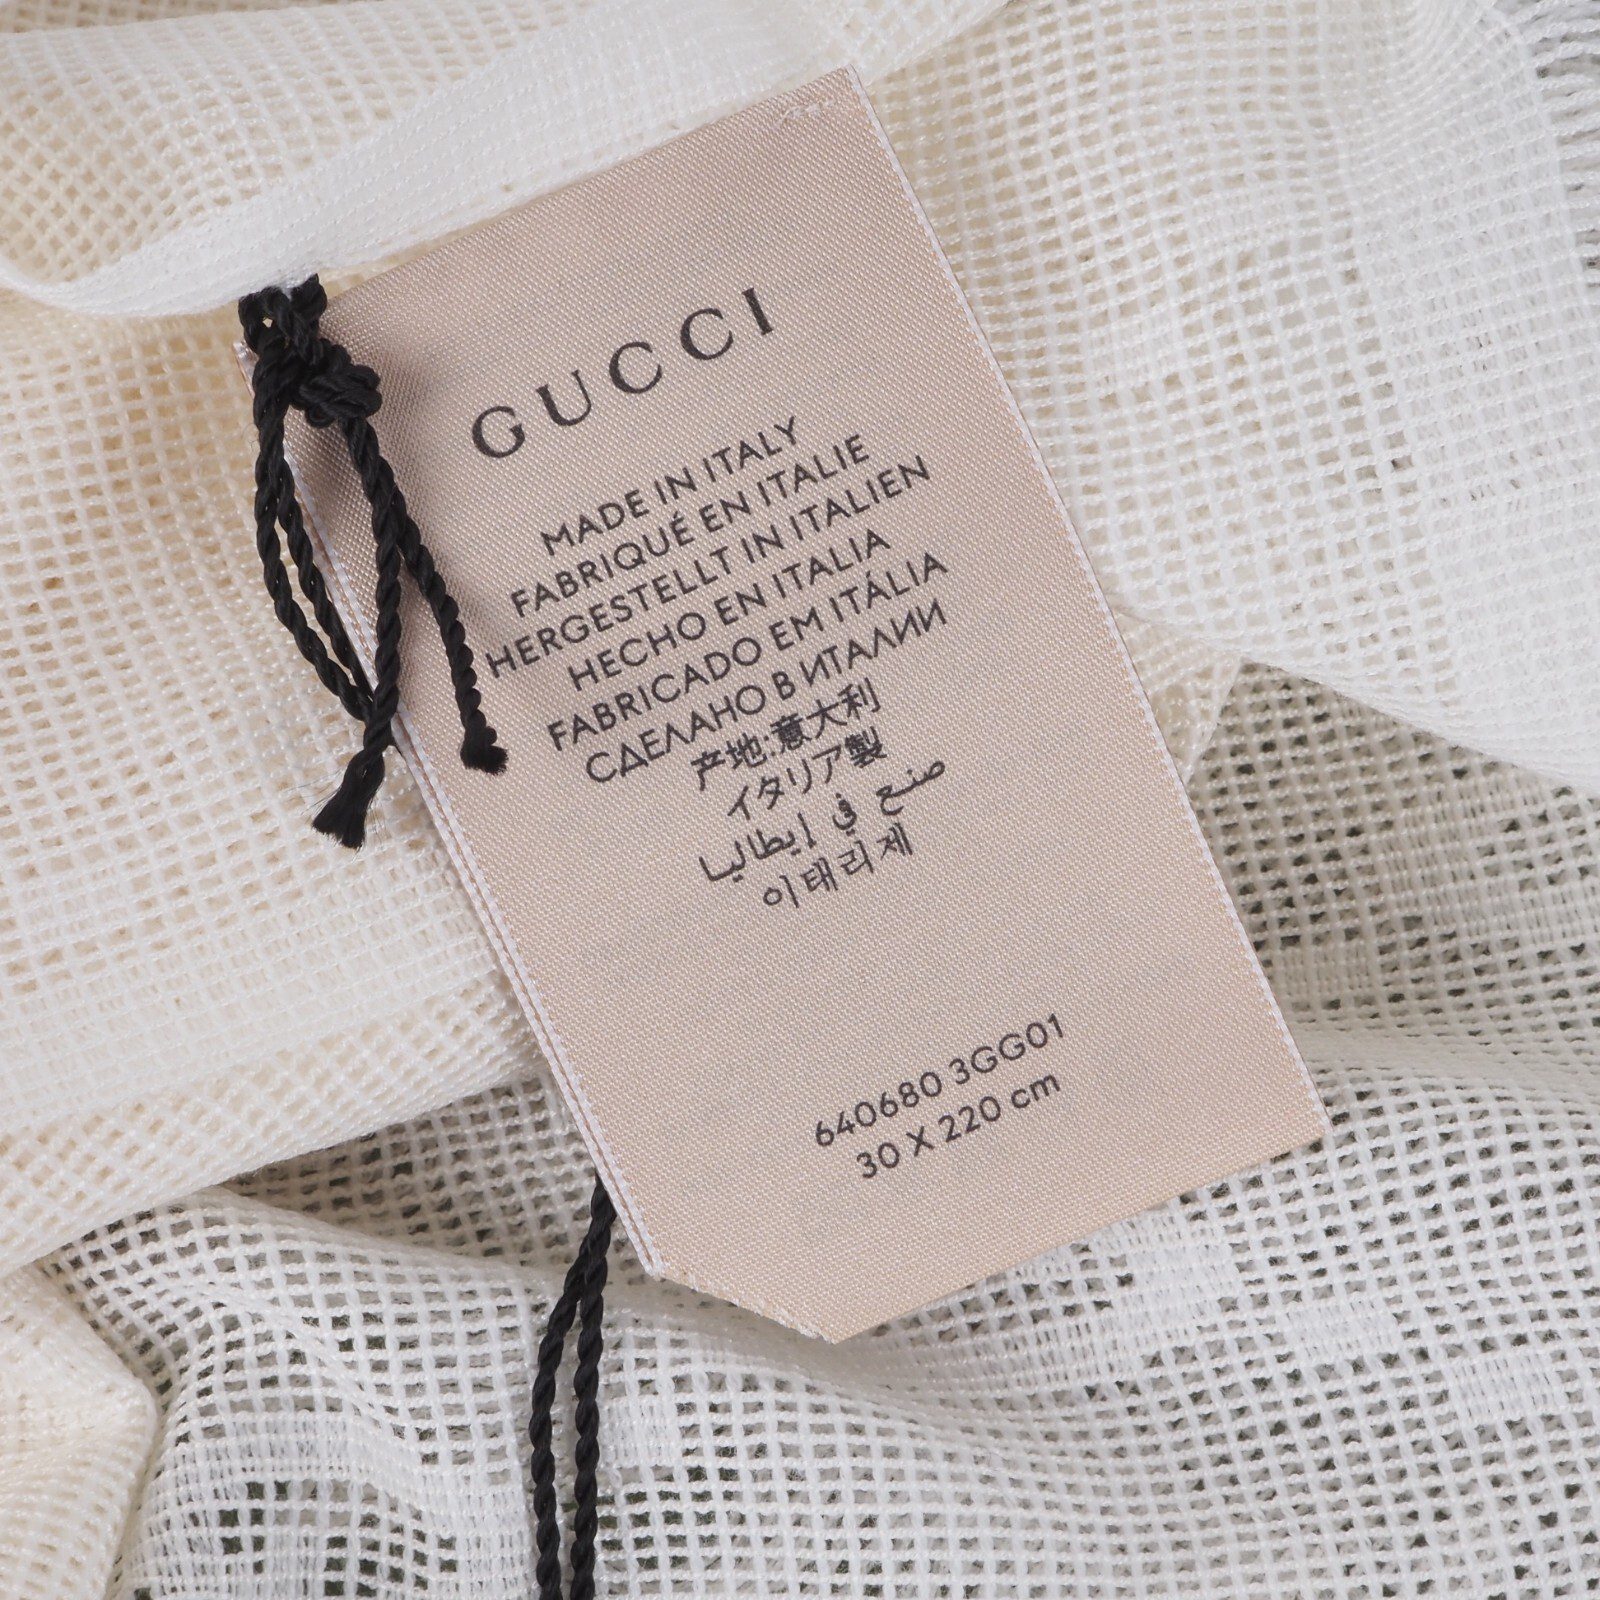 GUCCI
MADE IN ITALY
FABRIQUÉ EN ITALIE
HERGESTELLT IN ITALIEN
HECHO EN ITALIA
FABRICADO EM ITÁLIA
СДЕЛАНО В ИТАЛИИ
产地:意大利
イタリア製
صنع في إيطاليا
이태리제
640680 3GG01
30 X 220 cm